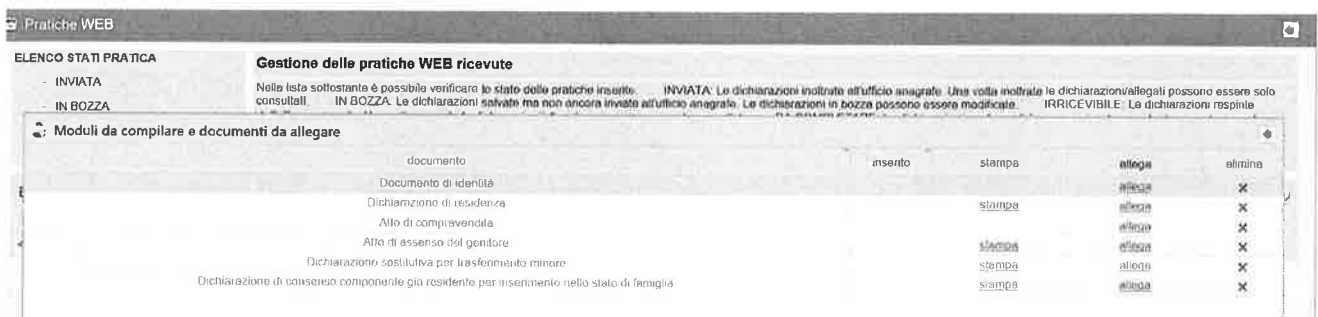 Pratiche WEB
ELENCO STATI PRATICA
- INVIATA
- IN BOZZA
Gestione delle pratiche WEB ricevute
Nella lista sottostante è possibile verificare lo stato delle pratiche inserite. INVIATA: Le dichiarazioni inoltrate all'ufficio anagrafe. Una volta inoltrate le dichiarazioni/allegati possono essere solo
consultati. IN BOZZA: Le dichiarazioni salvate ma non ancora inviate all'ufficio anagrafe. Le dichiarazioni in bozza possono essere modificate. IRRICEVIBILE: Le dichiarazioni respinte
Moduli da compilare e documenti da allegare
documento inserito stampa allega elimina
Documento di identità allega
Dichiarazione di residenza stampa allega
Atto di compravendita allega
Atto di assenso del genitore stampa allega
Dichiarazione sostitutiva per trasferimento minore stampa allega
Dichiarazione di consenso componente già residente per inserimento nello stato di famiglia stampa allega